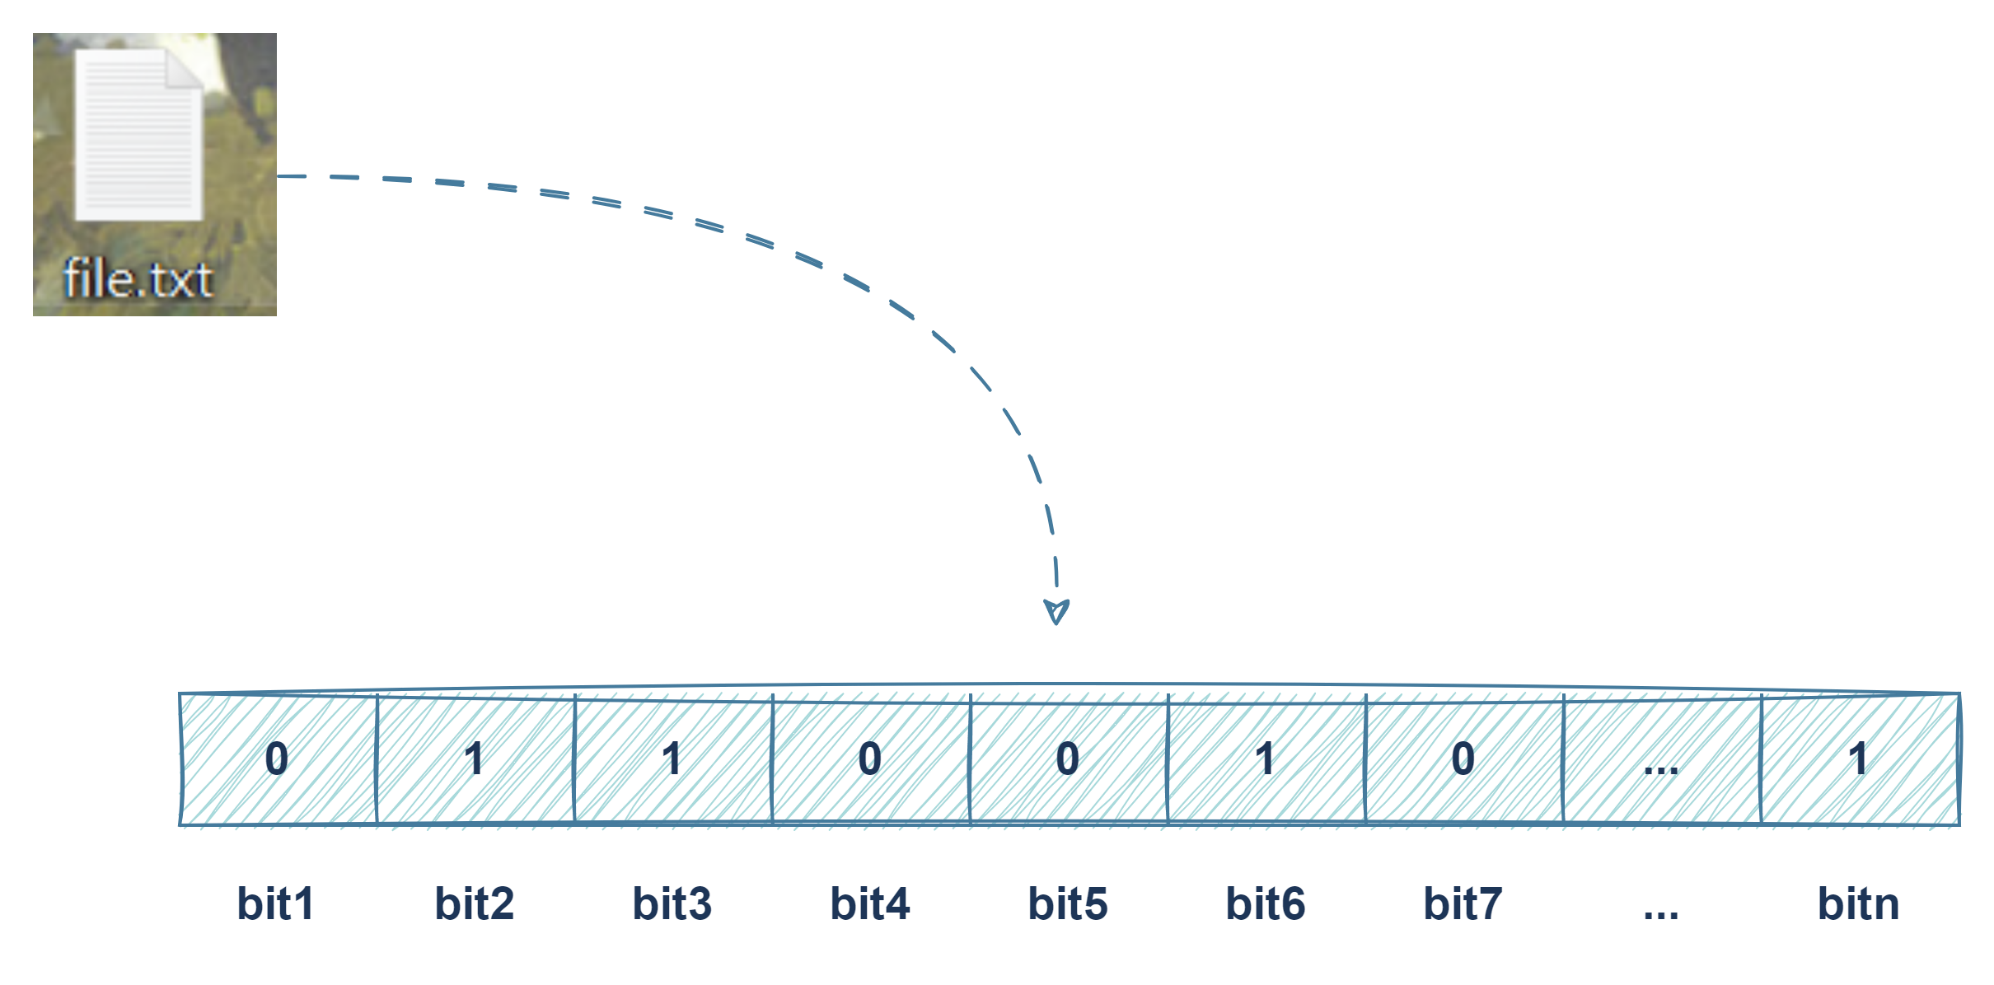 file.txt
0 1 1 0 0 1 0 ... 1
bit1 bit2 bit3 bit4 bit5 bit6 bit7 ... bitn